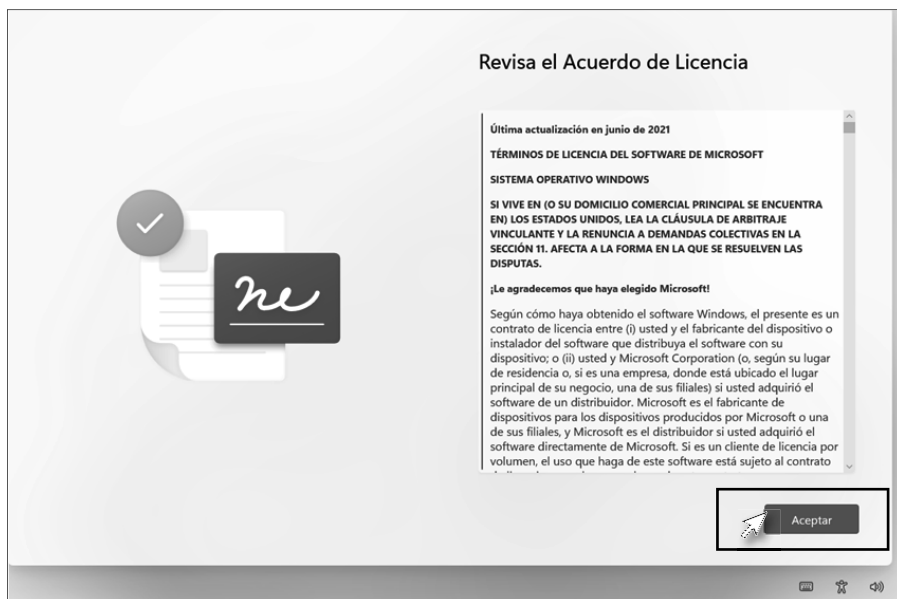 Revisa el Acuerdo de Licencia
Última actualización en junio de 2021
TÉRMINOS DE LICENCIA DEL SOFTWARE DE MICROSOFT
SISTEMA OPERATIVO WINDOWS
SI VIVE EN (O SU DOMICILIO COMERCIAL PRINCIPAL SE ENCUENTRA
EN) LOS ESTADOS UNIDOS, LEA LA CLÁUSULA DE ARBITRAJE
VINCULANTE Y LA RENUNCIA A DEMANDAS COLECTIVAS EN LA
SECCIÓN 11. AFECTA A LA FORMA EN LA QUE SE RESUELVEN LAS
DISPUTAS.
¡Le agradecemos que haya elegido Microsoft!
Según cómo haya obtenido el software Windows, el presente es un
contrato de licencia entre (i) usted y el fabricante del dispositivo o
instalador del software que distribuya el software con su
dispositivo; o (ii) usted y Microsoft Corporation (o, según su lugar
de residencia o, si es una empresa, donde está ubicado el lugar
principal de su negocio, una de sus filiales) si usted adquirió el
software de un distribuidor. Microsoft es el fabricante de
dispositivos para los dispositivos producidos por Microsoft o una
de sus filiales, y Microsoft es el distribuidor si usted adquirió el
software directamente de Microsoft. Si es un cliente de licencia por
volumen, el uso que haga de este software está sujeto al contrato
Aceptar